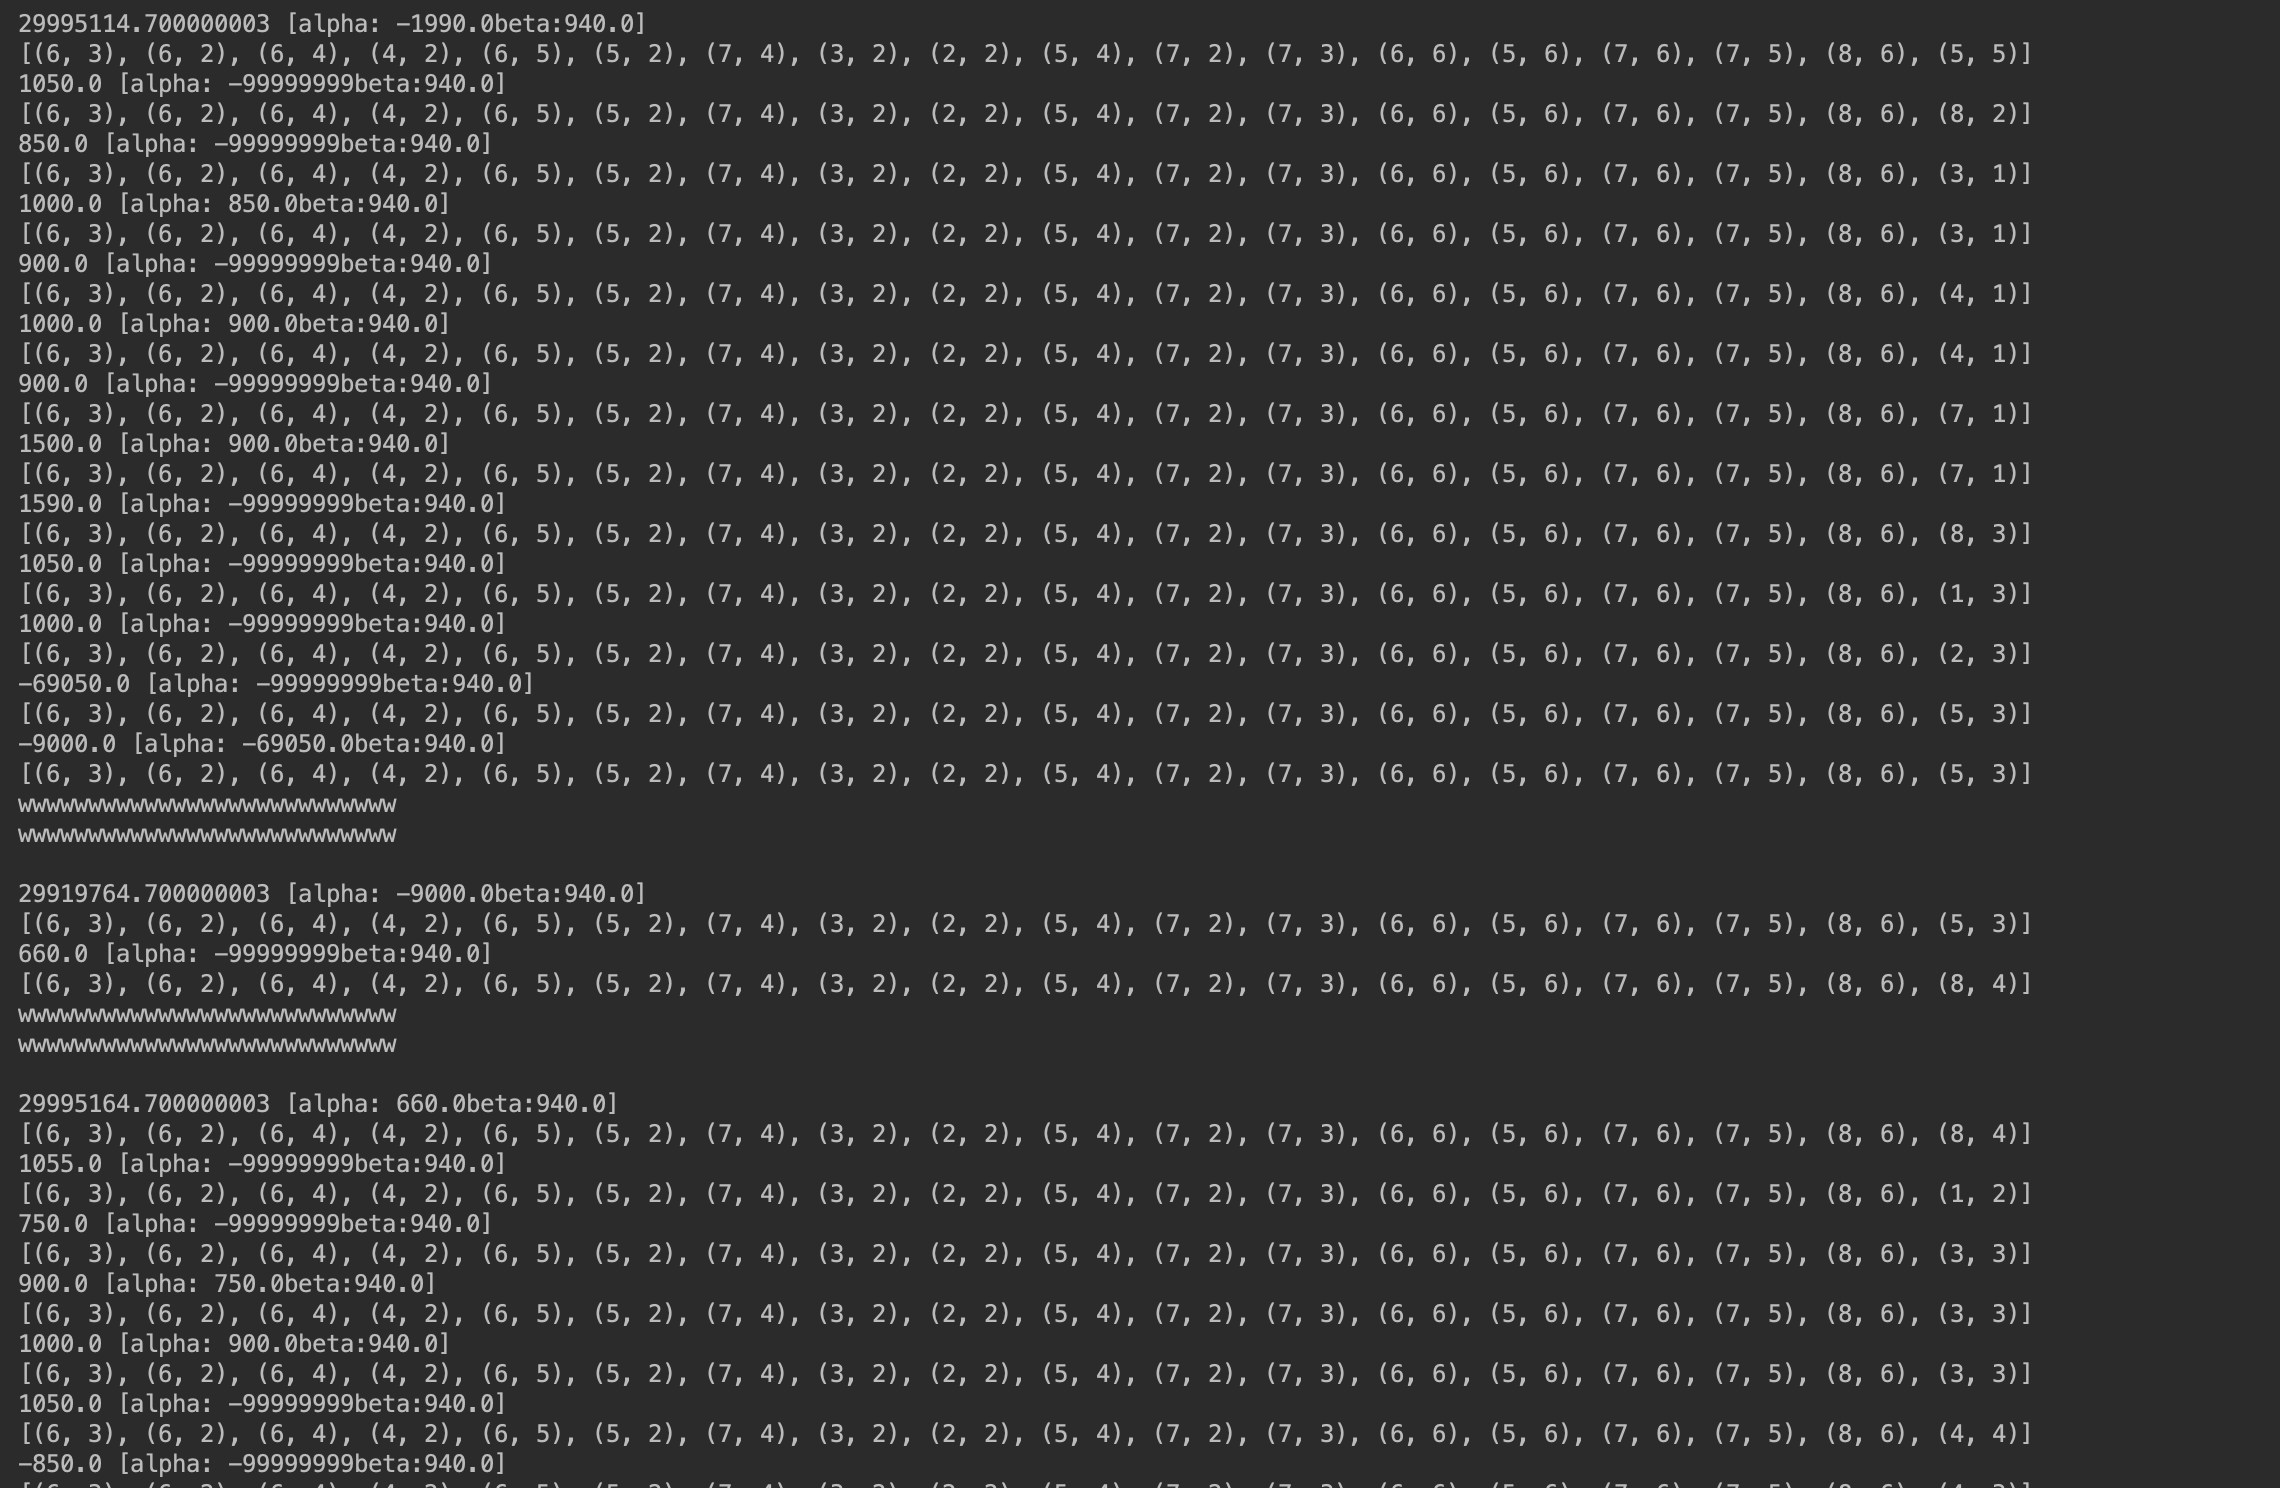 29995114.700000003 [alpha: -1990.0beta:940.0]
[(6, 3), (6, 2), (6, 4), (4, 2), (6, 5), (5, 2), (7, 4), (3, 2), (2, 2), (5, 4), (7, 2), (7, 3), (6, 6), (5, 6), (7, 6), (7, 5), (8, 6), (5, 5)]
1050.0 [alpha: -99999999beta:940.0]
[(6, 3), (6, 2), (6, 4), (4, 2), (6, 5), (5, 2), (7, 4), (3, 2), (2, 2), (5, 4), (7, 2), (7, 3), (6, 6), (5, 6), (7, 6), (7, 5), (8, 6), (8, 2)]
850.0 [alpha: -99999999beta:940.0]
[(6, 3), (6, 2), (6, 4), (4, 2), (6, 5), (5, 2), (7, 4), (3, 2), (2, 2), (5, 4), (7, 2), (7, 3), (6, 6), (5, 6), (7, 6), (7, 5), (8, 6), (3, 1)]
1000.0 [alpha: 850.0beta:940.0]
[(6, 3), (6, 2), (6, 4), (4, 2), (6, 5), (5, 2), (7, 4), (3, 2), (2, 2), (5, 4), (7, 2), (7, 3), (6, 6), (5, 6), (7, 6), (7, 5), (8, 6), (3, 1)]
900.0 [alpha: -99999999beta:940.0]
[(6, 3), (6, 2), (6, 4), (4, 2), (6, 5), (5, 2), (7, 4), (3, 2), (2, 2), (5, 4), (7, 2), (7, 3), (6, 6), (5, 6), (7, 6), (7, 5), (8, 6), (4, 1)]
1000.0 [alpha: 900.0beta:940.0]
[(6, 3), (6, 2), (6, 4), (4, 2), (6, 5), (5, 2), (7, 4), (3, 2), (2, 2), (5, 4), (7, 2), (7, 3), (6, 6), (5, 6), (7, 6), (7, 5), (8, 6), (4, 1)]
900.0 [alpha: -99999999beta:940.0]
[(6, 3), (6, 2), (6, 4), (4, 2), (6, 5), (5, 2), (7, 4), (3, 2), (2, 2), (5, 4), (7, 2), (7, 3), (6, 6), (5, 6), (7, 6), (7, 5), (8, 6), (7, 1)]
1500.0 [alpha: 900.0beta:940.0]
[(6, 3), (6, 2), (6, 4), (4, 2), (6, 5), (5, 2), (7, 4), (3, 2), (2, 2), (5, 4), (7, 2), (7, 3), (6, 6), (5, 6), (7, 6), (7, 5), (8, 6), (7, 1)]
1590.0 [alpha: -99999999beta:940.0]
[(6, 3), (6, 2), (6, 4), (4, 2), (6, 5), (5, 2), (7, 4), (3, 2), (2, 2), (5, 4), (7, 2), (7, 3), (6, 6), (5, 6), (7, 6), (7, 5), (8, 6), (8, 3)]
1050.0 [alpha: -99999999beta:940.0]
[(6, 3), (6, 2), (6, 4), (4, 2), (6, 5), (5, 2), (7, 4), (3, 2), (2, 2), (5, 4), (7, 2), (7, 3), (6, 6), (5, 6), (7, 6), (7, 5), (8, 6), (1, 3)]
1000.0 [alpha: -99999999beta:940.0]
[(6, 3), (6, 2), (6, 4), (4, 2), (6, 5), (5, 2), (7, 4), (3, 2), (2, 2), (5, 4), (7, 2), (7, 3), (6, 6), (5, 6), (7, 6), (7, 5), (8, 6), (2, 3)]
-69050.0 [alpha: -99999999beta:940.0]
[(6, 3), (6, 2), (6, 4), (4, 2), (6, 5), (5, 2), (7, 4), (3, 2), (2, 2), (5, 4), (7, 2), (7, 3), (6, 6), (5, 6), (7, 6), (7, 5), (8, 6), (5, 3)]
-9000.0 [alpha: -69050.0beta:940.0]
[(6, 3), (6, 2), (6, 4), (4, 2), (6, 5), (5, 2), (7, 4), (3, 2), (2, 2), (5, 4), (7, 2), (7, 3), (6, 6), (5, 6), (7, 6), (7, 5), (8, 6), (5, 3)]
wwwwwwwwwwwwwwwwwwwwwwwwwww
wwwwwwwwwwwwwwwwwwwwwwwwwww
29919764.700000003 [alpha: -9000.0beta:940.0]
[(6, 3), (6, 2), (6, 4), (4, 2), (6, 5), (5, 2), (7, 4), (3, 2), (2, 2), (5, 4), (7, 2), (7, 3), (6, 6), (5, 6), (7, 6), (7, 5), (8, 6), (5, 3)]
660.0 [alpha: -99999999beta:940.0]
[(6, 3), (6, 2), (6, 4), (4, 2), (6, 5), (5, 2), (7, 4), (3, 2), (2, 2), (5, 4), (7, 2), (7, 3), (6, 6), (5, 6), (7, 6), (7, 5), (8, 6), (8, 4)]
wwwwwwwwwwwwwwwwwwwwwwwwwww
wwwwwwwwwwwwwwwwwwwwwwwwwww
29995164.700000003 [alpha: 660.0beta:940.0]
[(6, 3), (6, 2), (6, 4), (4, 2), (6, 5), (5, 2), (7, 4), (3, 2), (2, 2), (5, 4), (7, 2), (7, 3), (6, 6), (5, 6), (7, 6), (7, 5), (8, 6), (8, 4)]
1055.0 [alpha: -99999999beta:940.0]
[(6, 3), (6, 2), (6, 4), (4, 2), (6, 5), (5, 2), (7, 4), (3, 2), (2, 2), (5, 4), (7, 2), (7, 3), (6, 6), (5, 6), (7, 6), (7, 5), (8, 6), (1, 2)]
750.0 [alpha: -99999999beta:940.0]
[(6, 3), (6, 2), (6, 4), (4, 2), (6, 5), (5, 2), (7, 4), (3, 2), (2, 2), (5, 4), (7, 2), (7, 3), (6, 6), (5, 6), (7, 6), (7, 5), (8, 6), (3, 3)]
900.0 [alpha: 750.0beta:940.0]
[(6, 3), (6, 2), (6, 4), (4, 2), (6, 5), (5, 2), (7, 4), (3, 2), (2, 2), (5, 4), (7, 2), (7, 3), (6, 6), (5, 6), (7, 6), (7, 5), (8, 6), (3, 3)]
1000.0 [alpha: 900.0beta:940.0]
[(6, 3), (6, 2), (6, 4), (4, 2), (6, 5), (5, 2), (7, 4), (3, 2), (2, 2), (5, 4), (7, 2), (7, 3), (6, 6), (5, 6), (7, 6), (7, 5), (8, 6), (3, 3)]
1050.0 [alpha: -99999999beta:940.0]
[(6, 3), (6, 2), (6, 4), (4, 2), (6, 5), (5, 2), (7, 4), (3, 2), (2, 2), (5, 4), (7, 2), (7, 3), (6, 6), (5, 6), (7, 6), (7, 5), (8, 6), (4, 4)]
-850.0 [alpha: -99999999beta:940.0]